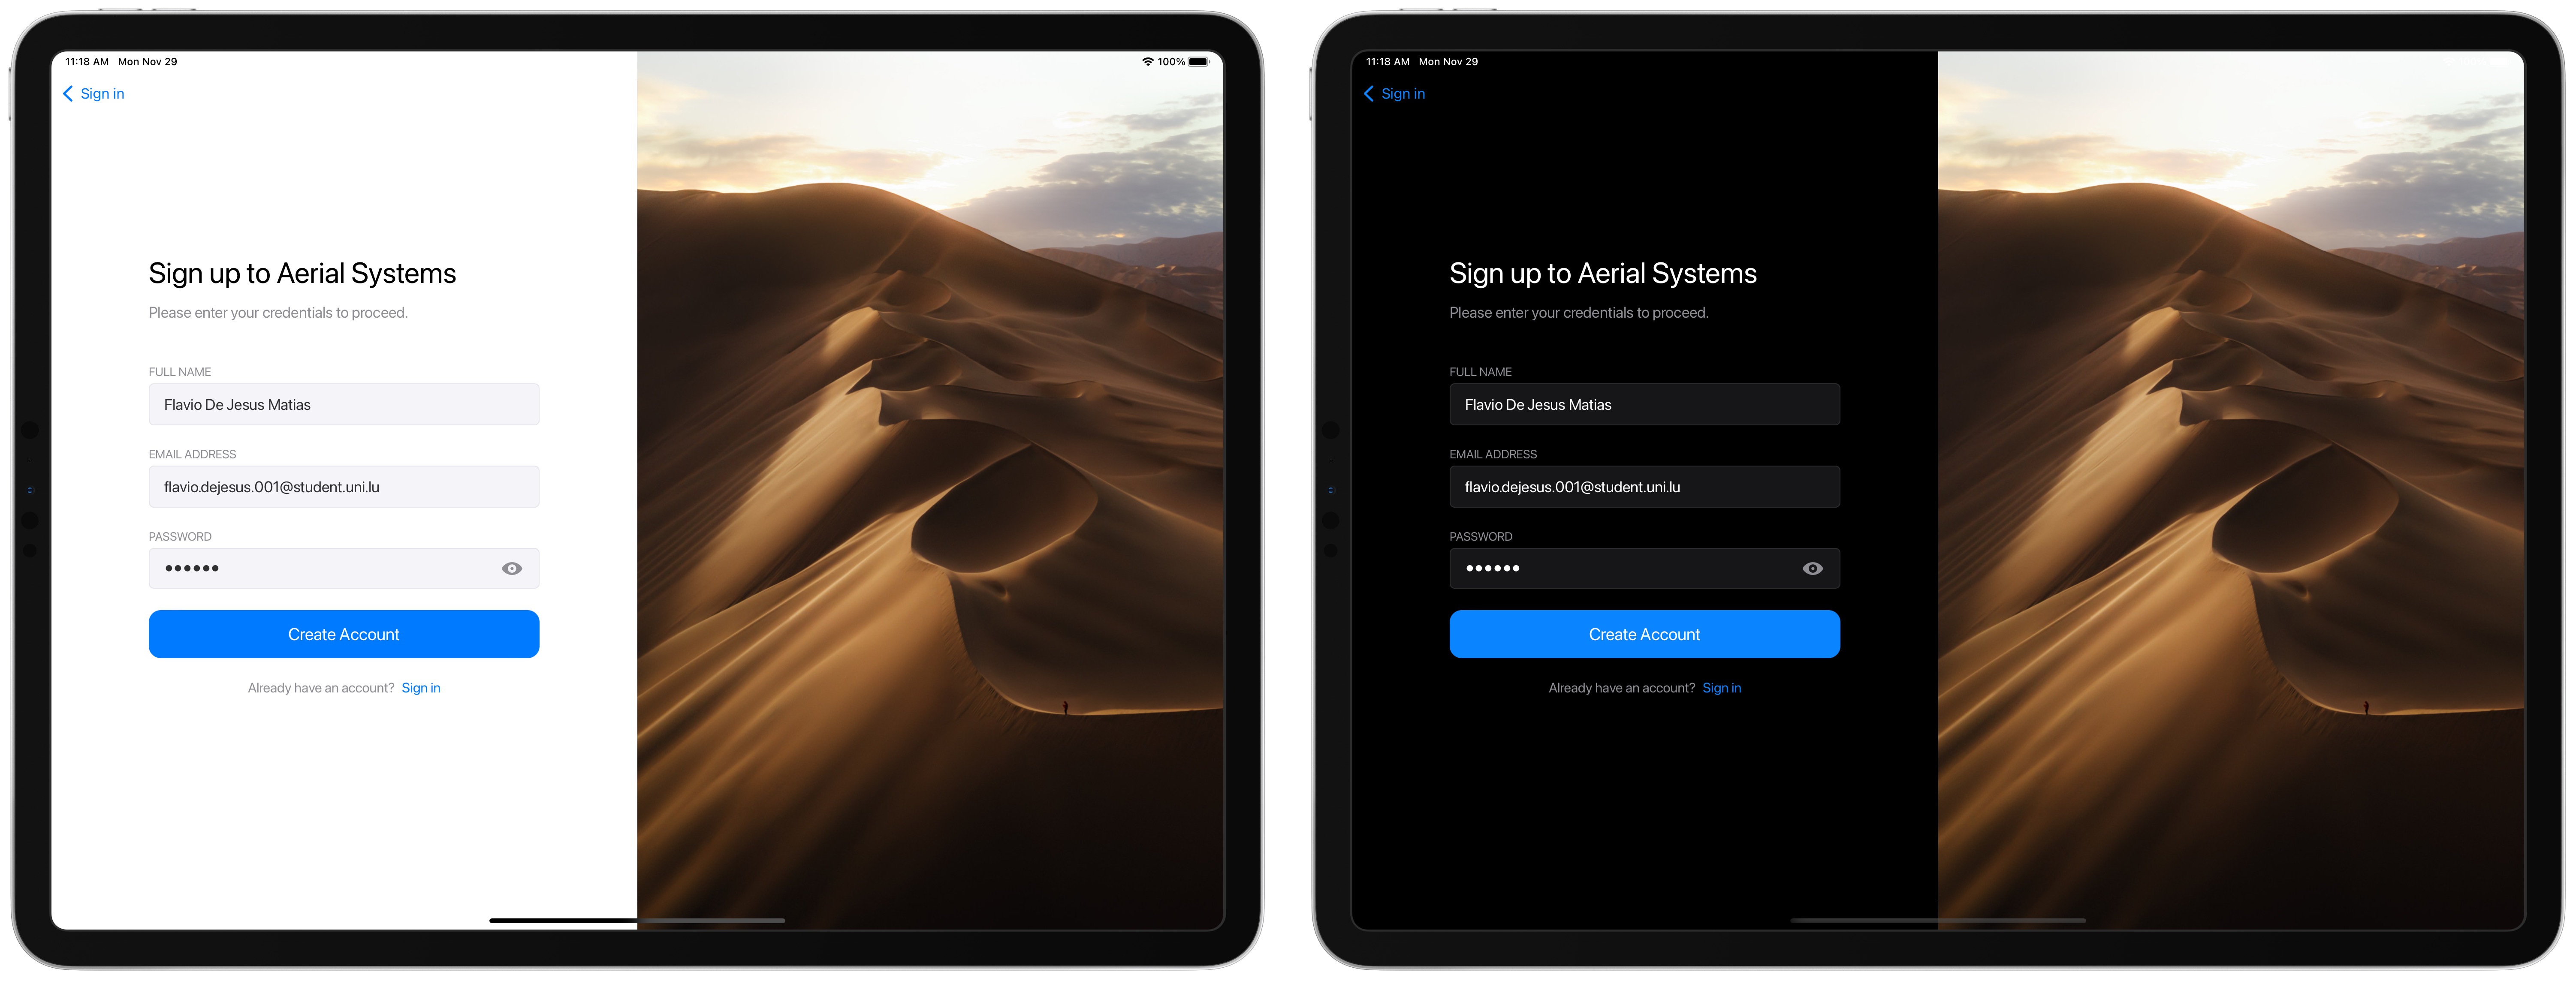 11:18 AM Mon Nov 29
100%
Sign in
Sign up to Aerial Systems
Please enter your credentials to proceed.
FULL NAME
Flavio De Jesus Matias
EMAIL ADDRESS
flavio.dejesus.001@student.uni.lu
PASSWORD
••••••
Create Account
Already have an account? Sign in
11:18 AM Mon Nov 29
Sign in
Sign up to Aerial Systems
Please enter your credentials to proceed.
FULL NAME
Flavio De Jesus Matias
EMAIL ADDRESS
flavio.dejesus.001@student.uni.lu
PASSWORD
••••••
Create Account
Already have an account? Sign in